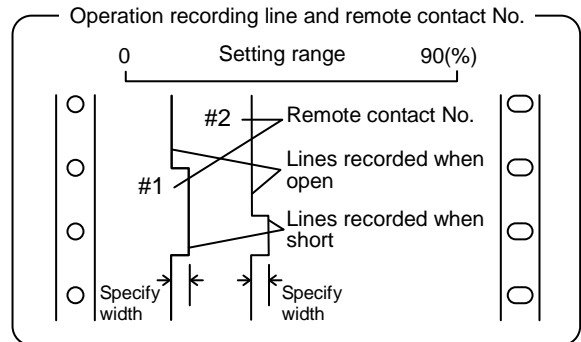 Operation recording line and remote contact No.
0 Setting range 90(%)
#2 Remote contact No.
Lines recorded when
open
#1
Lines recorded when
short
Specify
width
Specify
width